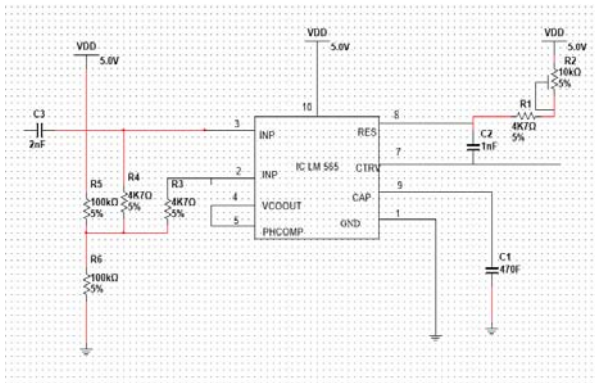 VDD
5.0V
VDD
5.0V
VDD
5.0V
R2
10kΩ
5%
C3
2nF
R1
4K7Ω
5%
C2
1nF
10
3
INP
8
RES
IC LM 565
7
CTRV
2
INP
4
VCOOUT
5
PHCOMP
9
CAP
1
GND
R5
100kΩ
5%
R4
4K7Ω
5%
R3
4K7Ω
5%
R6
100kΩ
5%
C1
470F